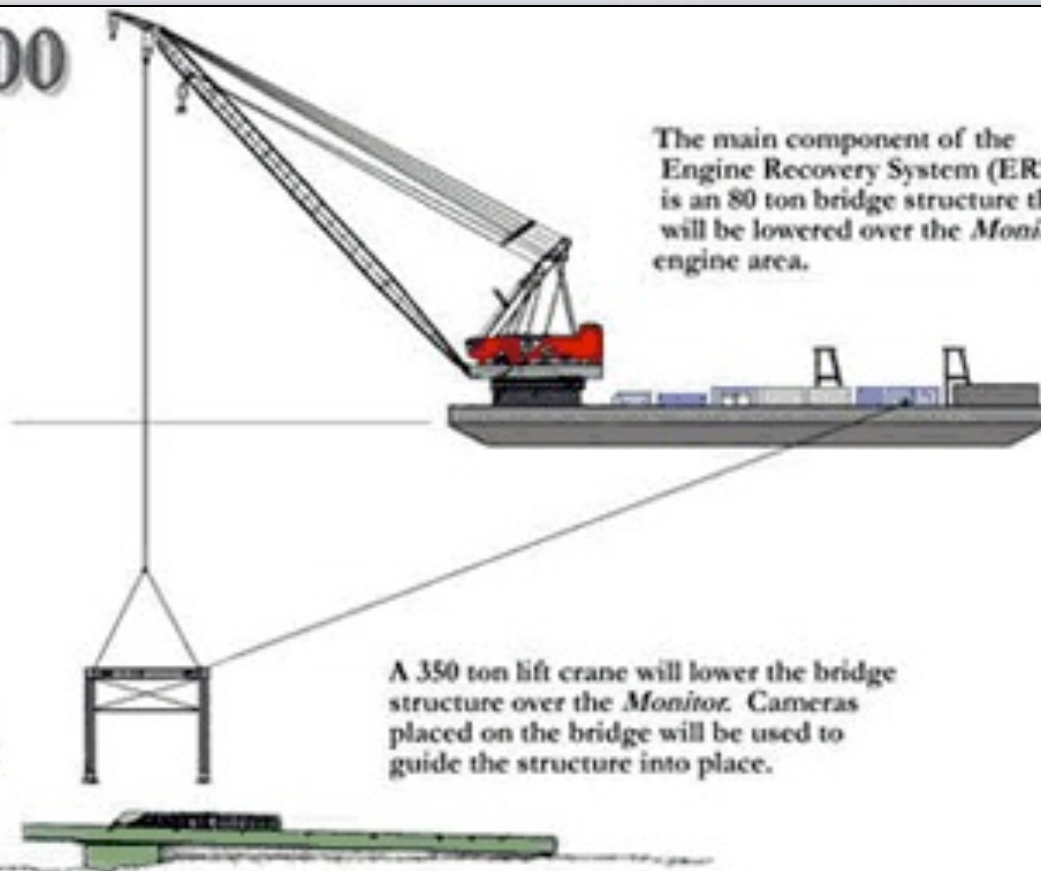 00
The main component of the
Engine Recovery System (ER
is an 80 ton bridge structure
will be lowered over the
engine area.
A 350 ton lift crane will lower the bridge
structure over the Monitor. Cameras
placed on the bridge will be used to
guide the structure into place.